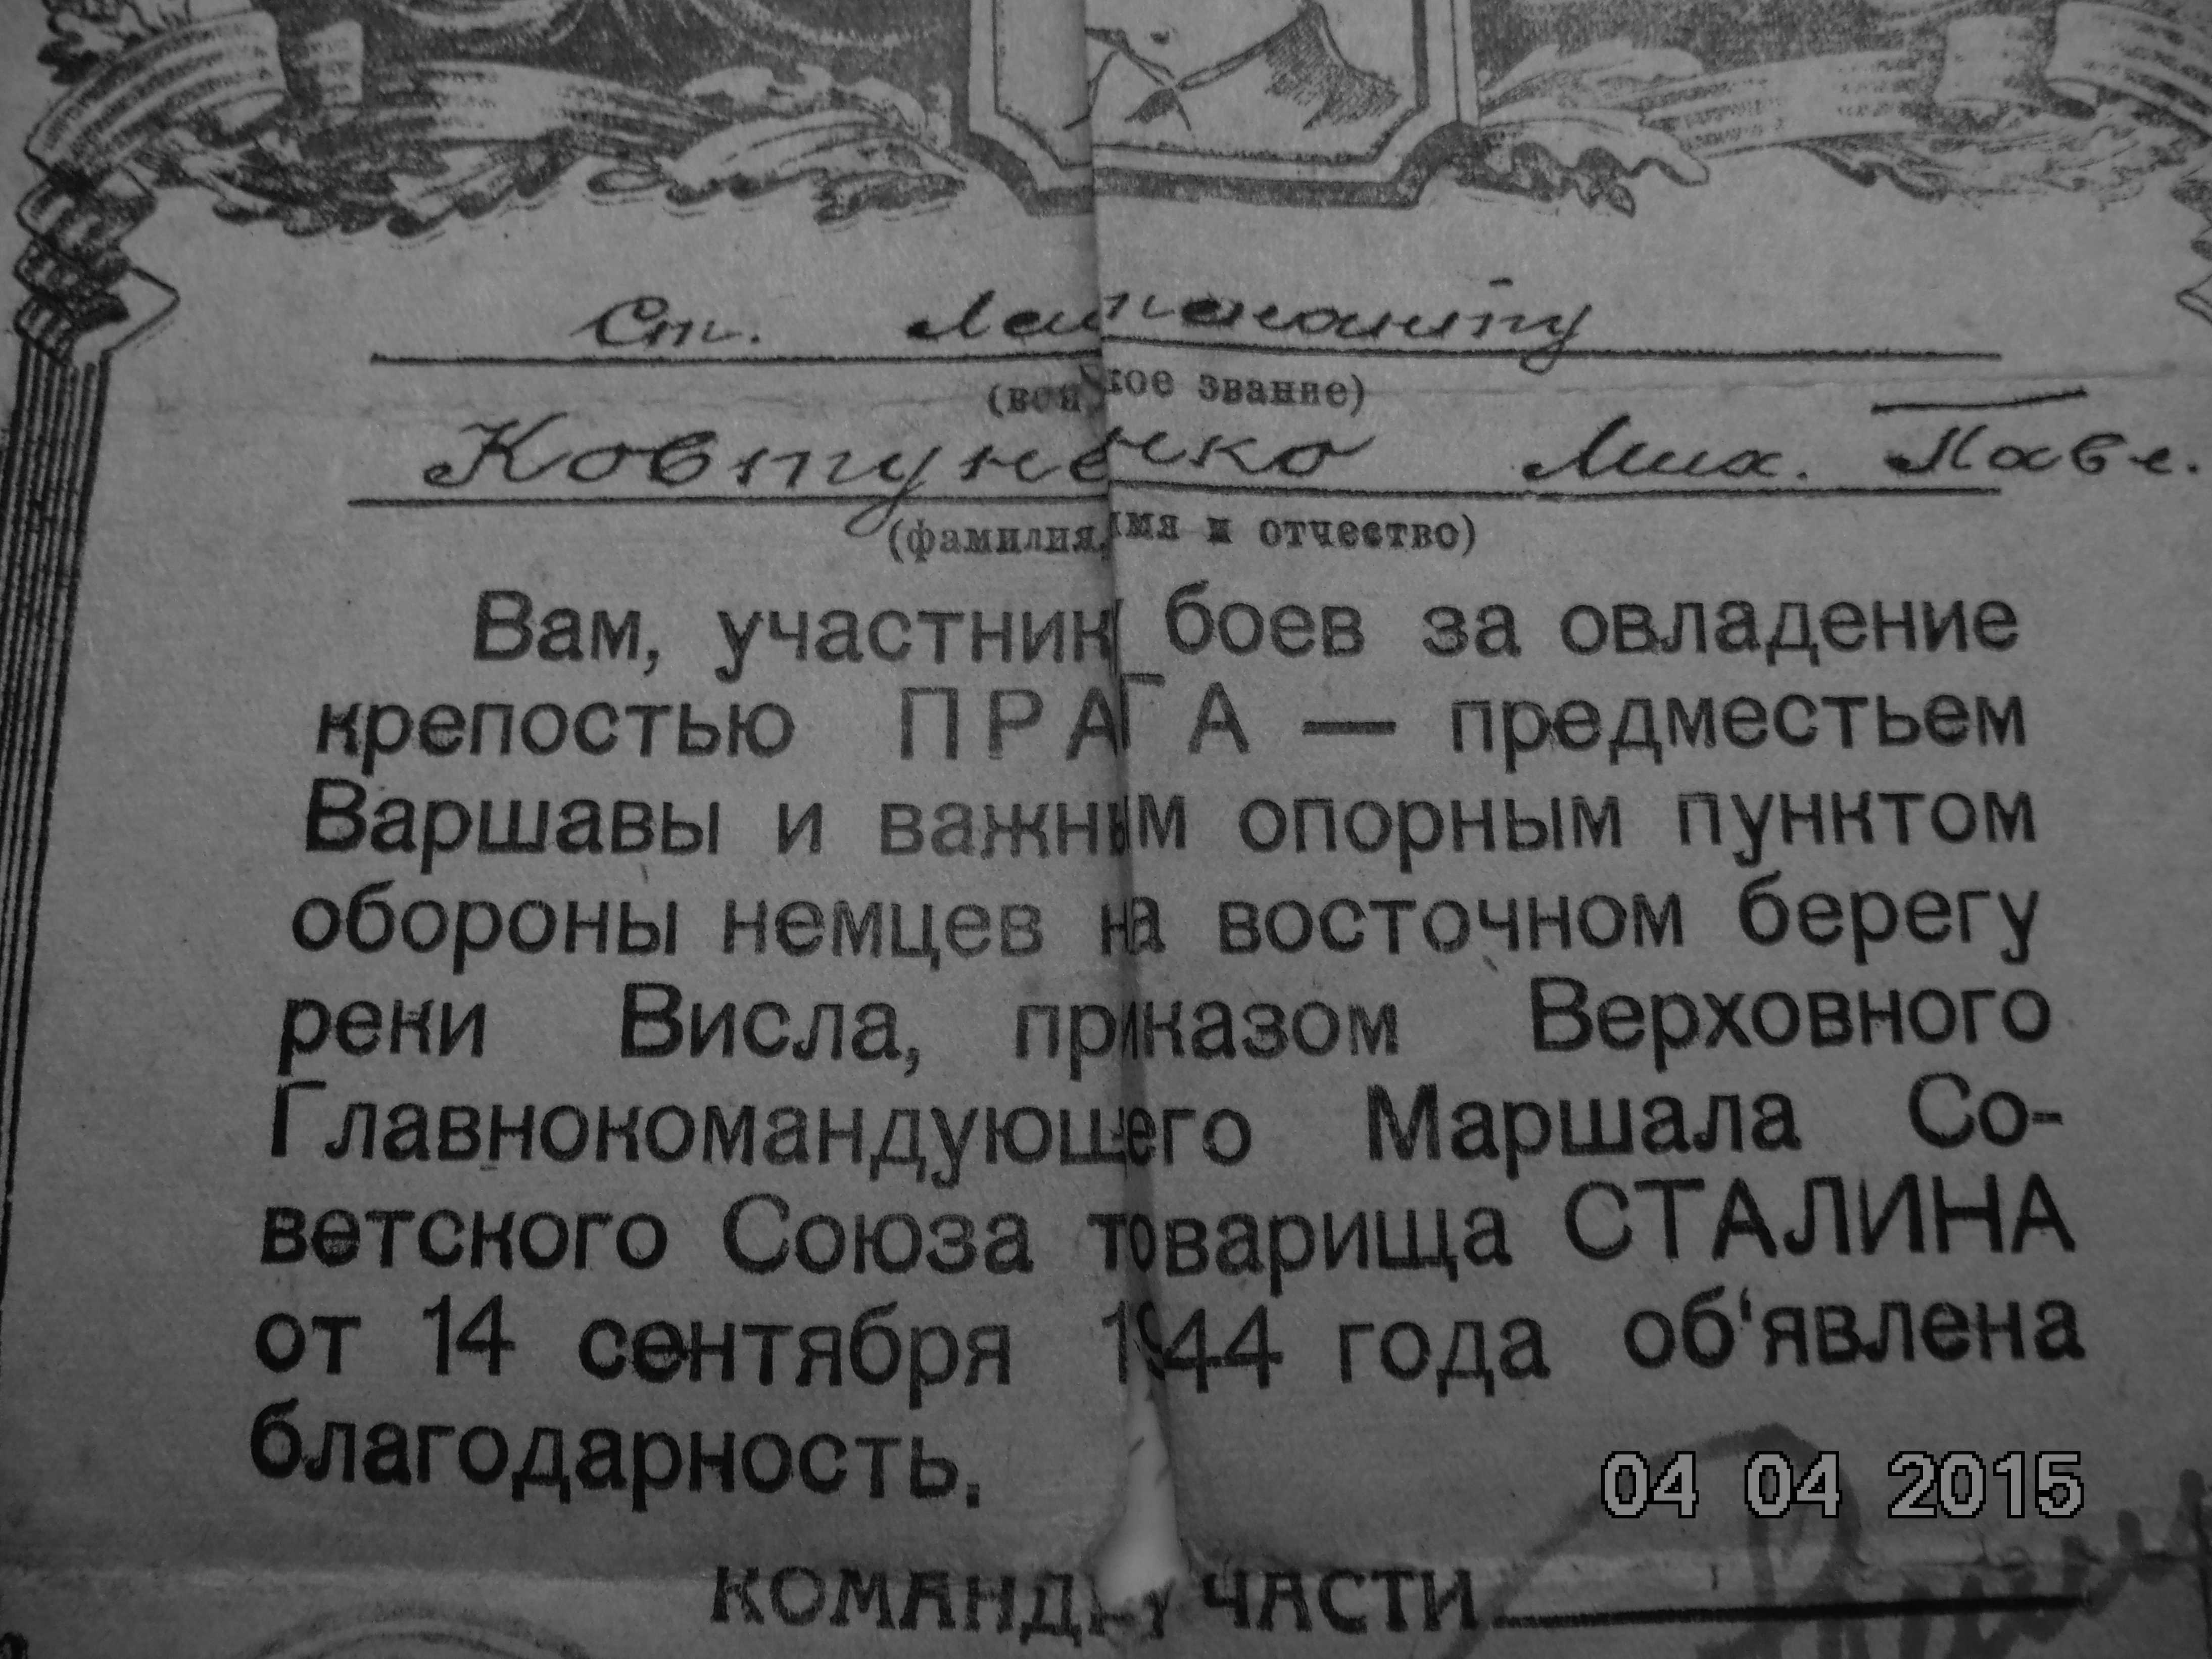 Ст. Лейтенанту
(воинское звание)
Ковтуненко Мих. Павл.
(фамилия, имя и отчество)
Вам, участнику боев за овладение
крепостью ПРАГА — предместьем
Варшавы и важным опорным пунктом
обороны немцев на восточном берегу
реки Висла, приказом Верховного
Главнокомандующего Маршала Со-
ветского Союза товарища СТАЛИНА
от 14 сентября 1944 года об‘явлена
благодарность.
04 04 2015
КОМАНДИР ЧАСТИ